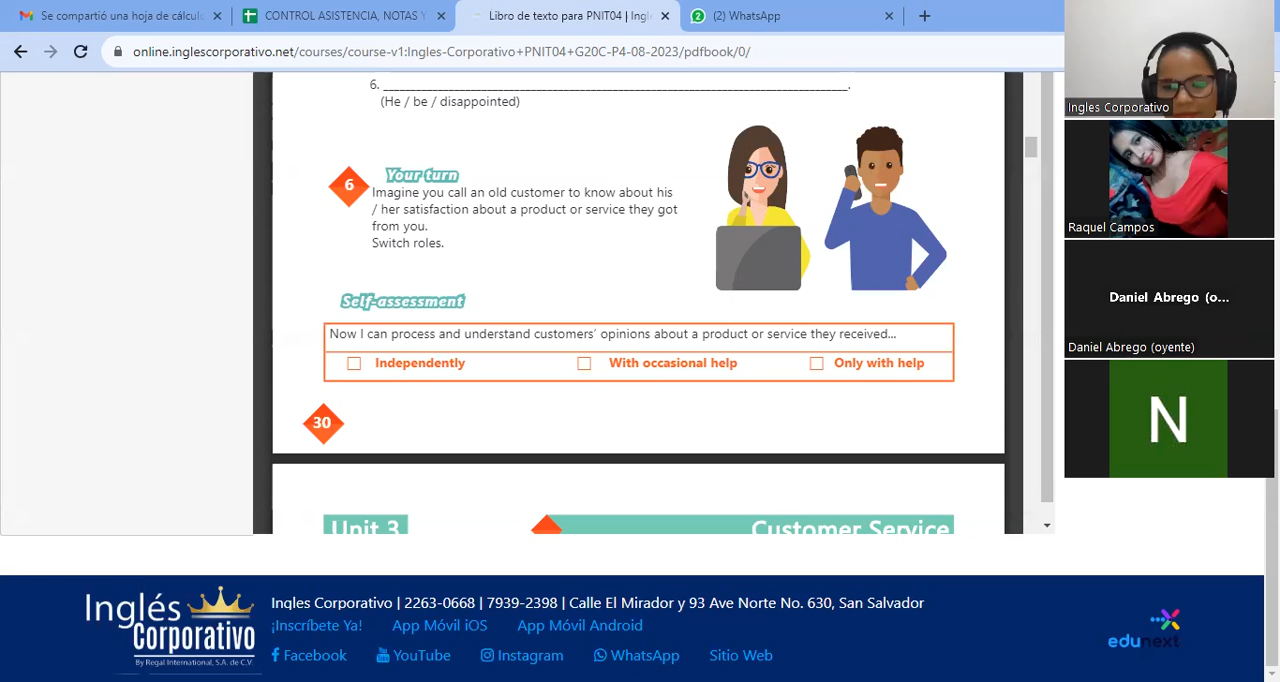 Se compartió una hoja de cálculo
CONTROL ASISTENCIA, NOTAS Y
Libro de texto para PNIT04 | Ingl
(2) WhatsApp
online.inglescorporativo.net/courses/course-v1:Ingles-Corporativo+PNIT04+G20C-P4-08-2023/pdfbook/0/
6. ___.
(He / be / disappointed)
6
Your turn
Imagine you call an old customer to know about his
/ her satisfaction about a product or service they got
from you.
Switch roles.
Self-assessment
Now I can process and understand customers’ opinions about a product or service they received...
Independently
With occasional help
Only with help
30
Unit 3
Customer Service
Ingles Corporativo
Raquel Campos
Daniel Abrego (o...
Daniel Abrego (oyente)
N
Inglés
Corporativo
By Regal International, S.A. de C.V.
Ingles Corporativo | 2263-0668 | 7939-2398 | Calle El Mirador y 93 Ave Norte No. 630, San Salvador
¡Inscríbete Ya!
App Móvil iOS
App Móvil Android
Facebook
YouTube
Instagram
WhatsApp
Sitio Web
edunext